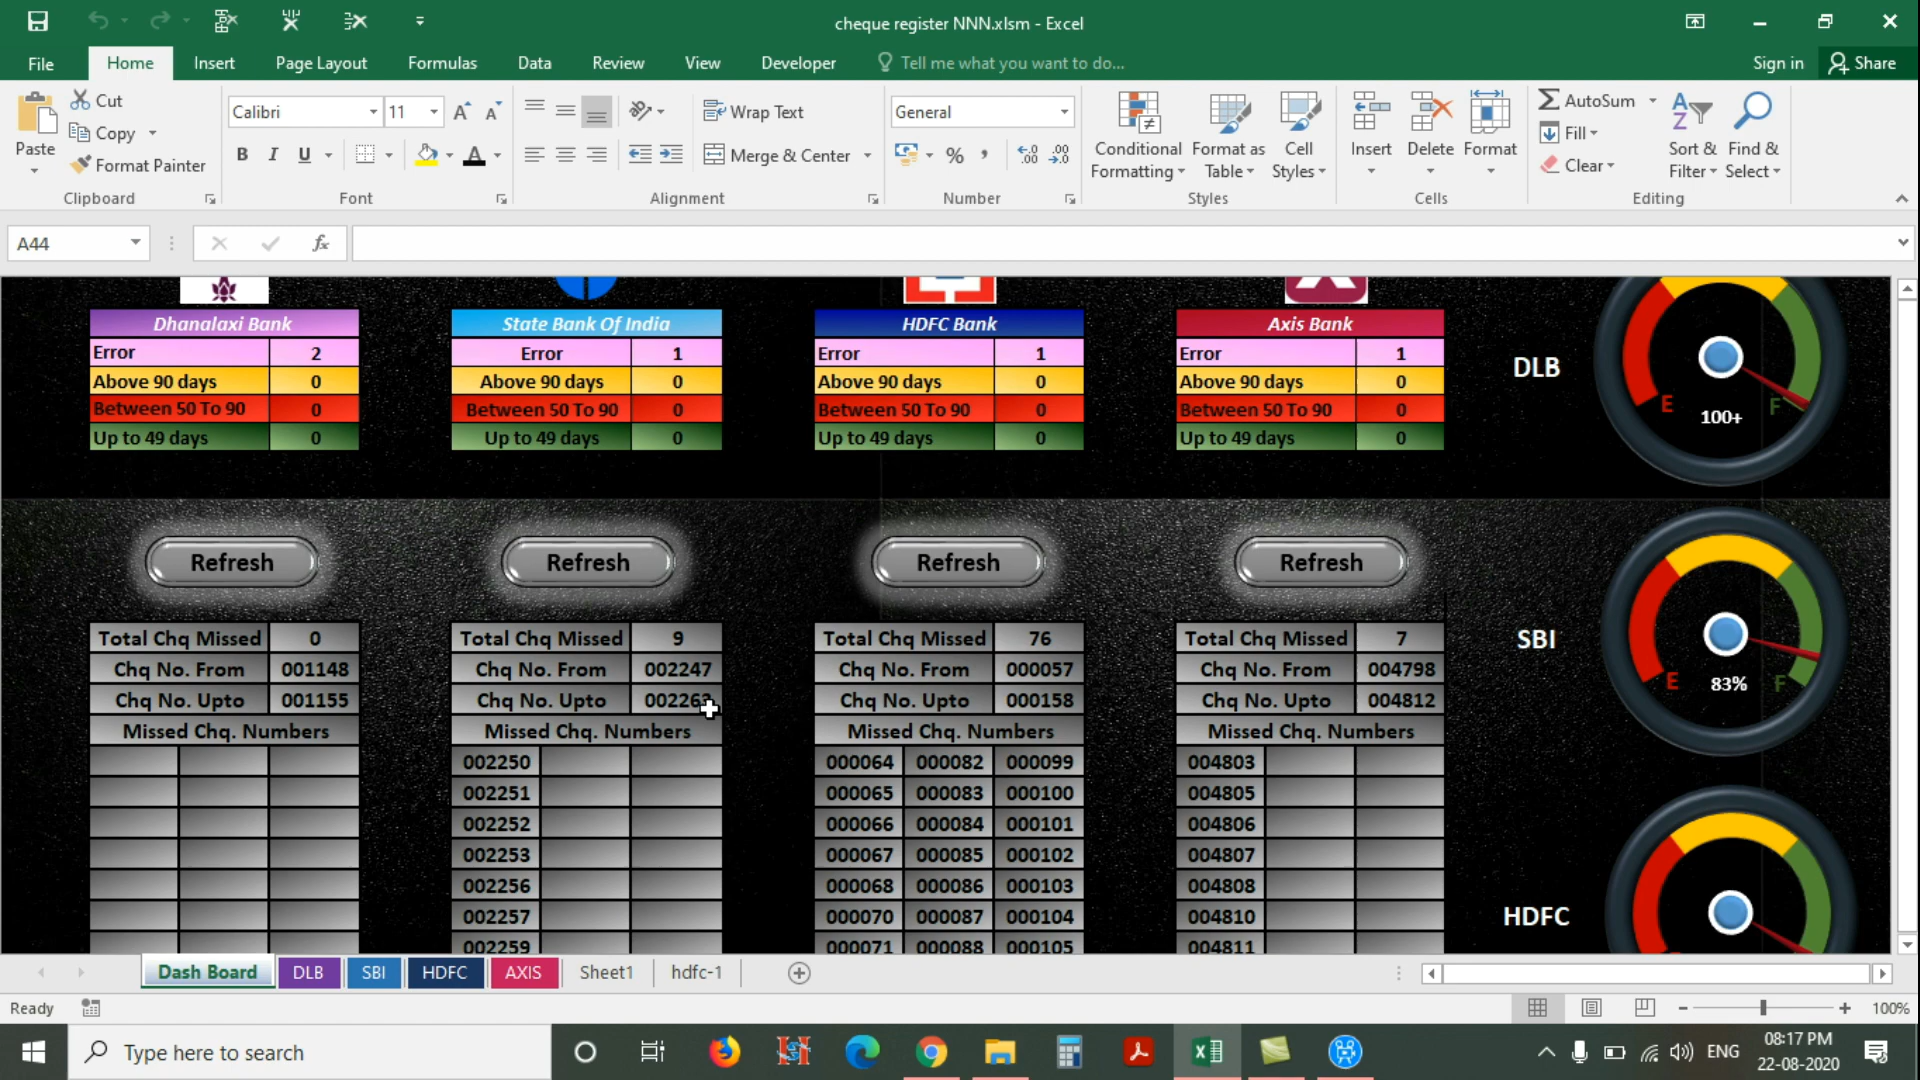 cheque register NNN.xlsm - Excel
File Home Insert Page Layout Formulas Data Review View Developer Tell me what you want to do... Sign in Share
Paste Cut Copy Format Painter Clipboard
Calibri 11 B I U A Font
Wrap Text Merge & Center Alignment
General % Number
Conditional Formatting Format as Table Cell Styles Styles
Insert Delete Format Cells
AutoSum Fill Clear Sort & Filter Find & Select Editing
A44 fx
Dhanalaxi Bank State Bank Of India HDFC Bank Axis Bank
Error 2 Error 1 Error 1 Error 1
Above 90 days 0 Above 90 days 0 Above 90 days 0 Above 90 days 0
Between 50 To 90 0 Between 50 To 90 0 Between 50 To 90 0 Between 50 To 90 0
Up to 49 days 0 Up to 49 days 0 Up to 49 days 0 Up to 49 days 0
DLB E 100+ F
Refresh Refresh Refresh Refresh
Total Chq Missed 0 Total Chq Missed 9 Total Chq Missed 76 Total Chq Missed 7
Chq No. From 001148 Chq No. From 002247 Chq No. From 000057 Chq No. From 004798
Chq No. Upto 001155 Chq No. Upto Chq No. Upto 000158 Chq No. Upto 004812
SBI E 83% F
Missed Chq. Numbers Missed Chq. Numbers Missed Chq. Numbers Missed Chq. Numbers
002250 000064 000082 000099 004803
002251 000065 000083 000100 004805
002252 000066 000084 000101 004806
002253 000067 000085 000102 004807
002256 000068 000086 000103 004808
002257 000070 000087 000104 004810
002259 000071 000088 000105 004811
HDFC
Dash Board DLB SBI HDFC AXIS Sheet1 hdfc-1
Ready 100%
Type here to search ENG 08:17 PM
22-08-2020